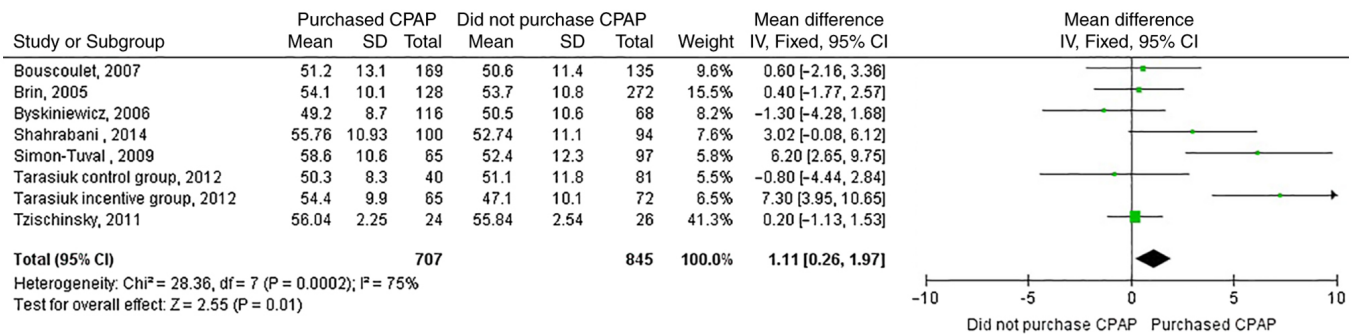 Purchased CPAP Did not purchase CPAP Mean difference Mean difference
Study or Subgroup Mean SD Total Mean SD Total Weight IV, Fixed, 95% CI IV, Fixed, 95% CI
Bouscoulet, 2007 51.2 13.1 169 50.6 11.4 135 9.6% 0.60 [-2.16, 3.36]
Brin, 2005 54.1 10.1 128 53.7 10.8 272 15.5% 0.40 [-1.77, 2.57]
Byskiniewicz, 2006 49.2 8.7 116 50.5 10.6 68 8.2% -1.30 [-4.28, 1.68]
Shahrabani, 2014 55.76 10.93 100 52.74 11.1 94 7.6% 3.02 [-0.08, 6.12]
Simon-Tuval, 2009 58.6 10.6 65 52.4 12.3 97 5.8% 6.20 [2.65, 9.75]
Tarasiuk control group, 2012 50.3 8.3 40 51.1 11.8 81 5.5% -0.80 [-4.44, 2.84]
Tarasiuk incentive group, 2012 54.4 9.9 65 47.1 10.1 72 6.5% 7.30 [3.95, 10.65]
Tzischinsky, 2011 56.04 2.25 24 55.84 2.54 26 41.3% 0.20 [-1.13, 1.53]
Total (95% CI) 707 845 100.0% 1.11 [0.26, 1.97]
Heterogeneity: Chi² = 28.36, df = 7 (P = 0.0002); I² = 75%
Test for overall effect: Z = 2.55 (P = 0.01)
−10 −5 0 5 10
Did not purchase CPAP Purchased CPAP